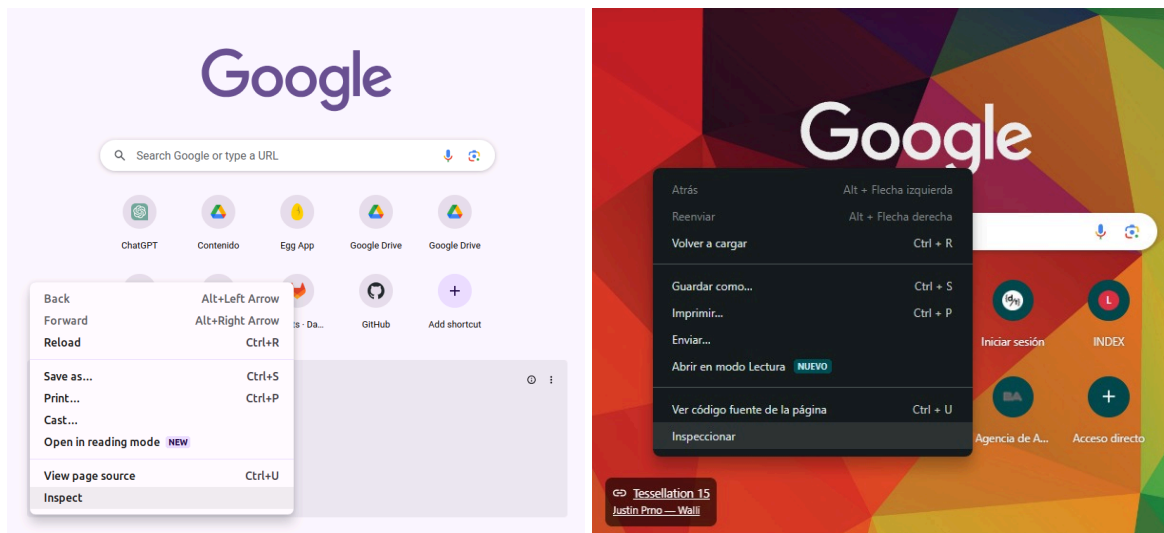 Google
Search Google or type a URL
ChatGPT
Contenido
Egg App
Google Drive
Google Drive
ts · Da...
GitHub
Add shortcut
Back Alt+Left Arrow
Forward Alt+Right Arrow
Reload Ctrl+R
Save as... Ctrl+S
Print... Ctrl+P
Cast...
Open in reading mode NEW
View page source Ctrl+U
Inspect
Google
Atrás Alt + Flecha izquierda
Reenviar Alt + Flecha derecha
Volver a cargar Ctrl + R
Guardar como... Ctrl + S
Imprimir... Ctrl + P
Enviar...
Abrir en modo Lectura NUEVO
Ver código fuente de la página Ctrl + U
Inspeccionar
L
Iniciar sesión
INDEX
BA
Agencia de A...
Acceso directo
Tessellation 15
Justin Prno — Walli